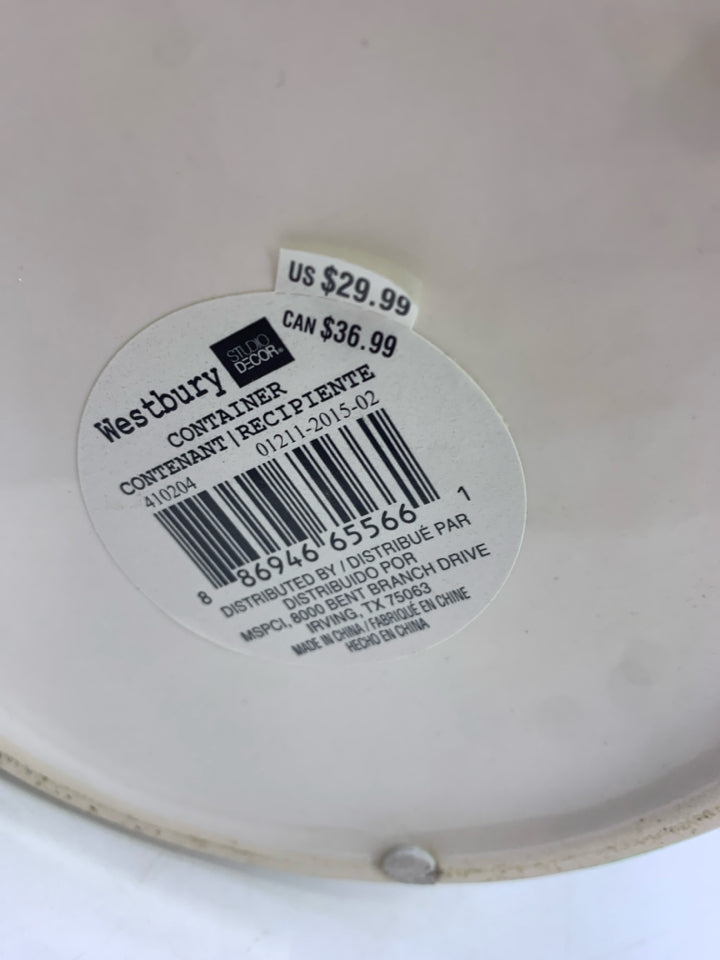 US $29.99
CAN $36.99
STUDIO
DECOR®
Westbury
CONTAINER
CONTENANT|RECIPIENTE
410204 01211-2015-02
8 86946 65566 1
DISTRIBUTED BY / DISTRIBUÉ PAR
DISTRIBUIDO POR
MSPCI, 8000 BENT BRANCH DRIVE
IRVING, TX 75063
MADE IN CHINA / FABRIQUÉ EN CHINE
HECHO EN CHINA